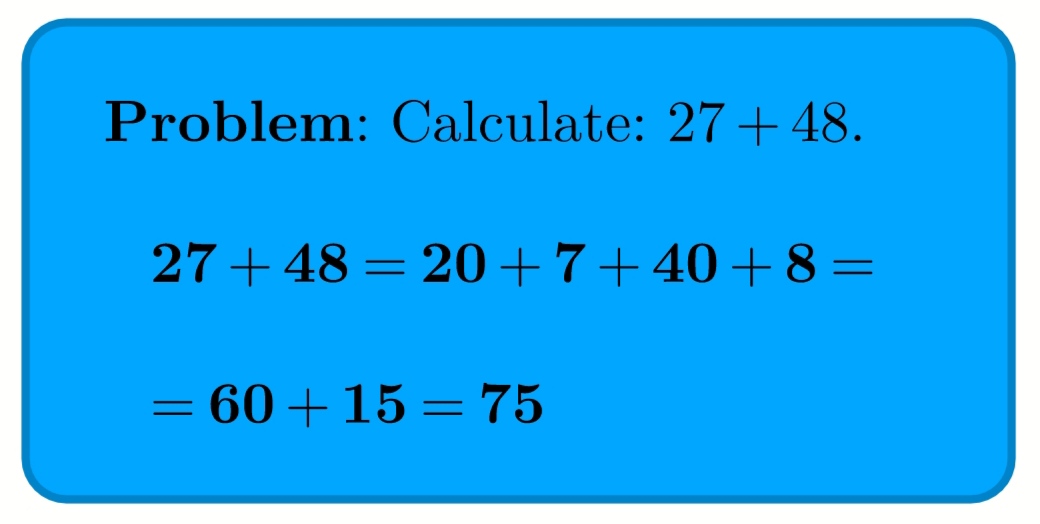 Problem: Calculate: 27 + 48.
27 + 48 = 20 + 7 + 40 + 8 =
= 60 + 15 = 75